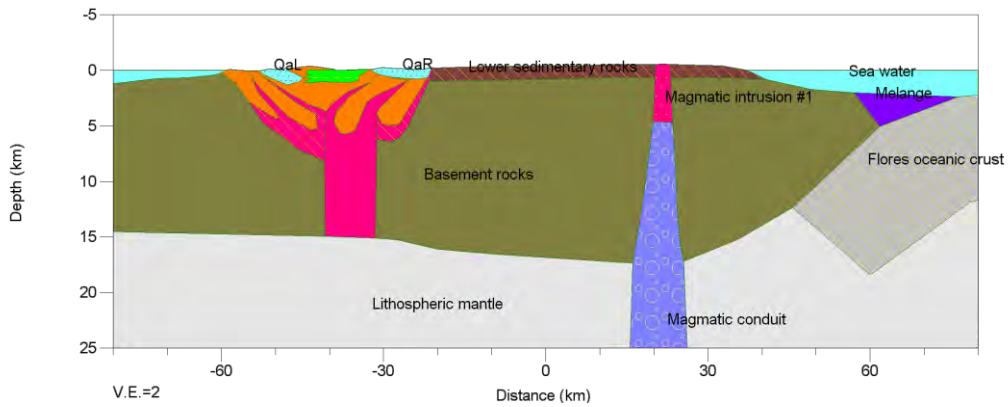 -5
QaL
QaR
0
Lower sedimentary rocks
Sea water
Melange
Magmatic intrusion #1
5
Flores oceanic crust
Depth (km)
Basement rocks
10
15
20
Lithospheric mantle
Magmatic conduit
25
-60
-30
0
30
60
V.E.=2
Distance (km)